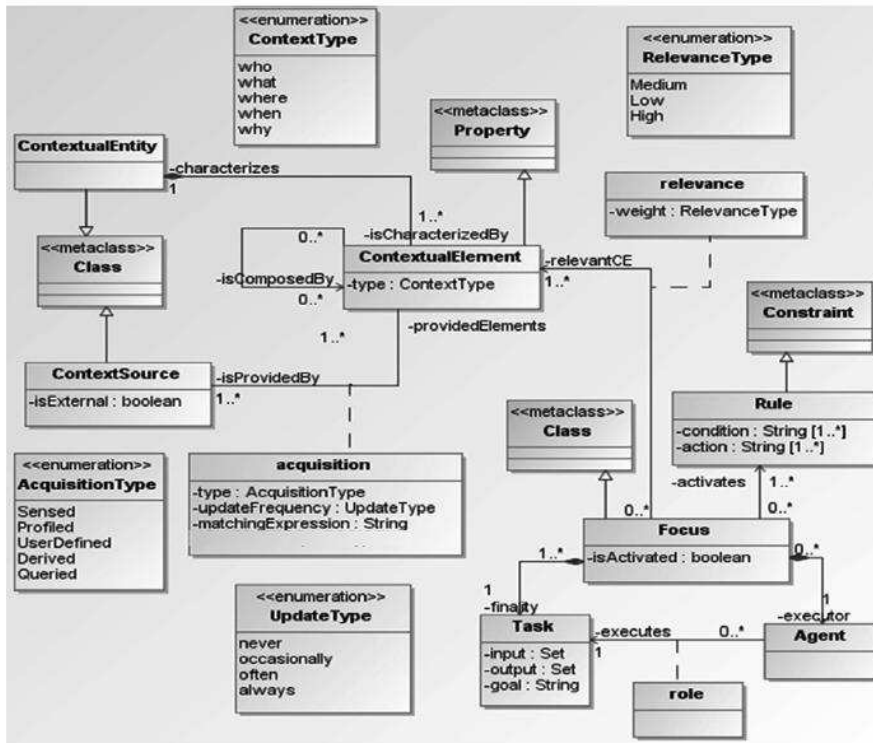 <<enumeration>>
ContextType
who
what
where
when
why
<<enumeration>>
RelevanceType
Medium
Low
High
<<metaclass>>
Property
ContextualEntity
-characterizes
1
1..*
-isCharacterizedBy
relevance
-weight : RelevanceType
<<metaclass>>
Class
0..*
-isComposedBy
0..*
ContextualElement
-type : ContextType
-relevantCE
1..*
<<metaclass>>
Constraint
1..*
-providedElements
ContextSource
-isExternal : boolean
-isProvidedBy
1..*
<<metaclass>>
Class
Rule
-condition : String [1..*]
-action : String [1..*]
<<enumeration>>
AcquisitionType
Sensed
Profiled
UserDefined
Derived
Queried
acquisition
-type : AcquisitionType
-updateFrequency : UpdateType
-matchingExpression : String
-activates
1..*
0..*
0..*
Focus
-isActivated : boolean
1..*
0..*
<<enumeration>>
UpdateType
never
occasionally
often
always
1
-finality
1
-executor
Task
-input : Set
-output : Set
-goal : String
-executes
1
0..*
Agent
role